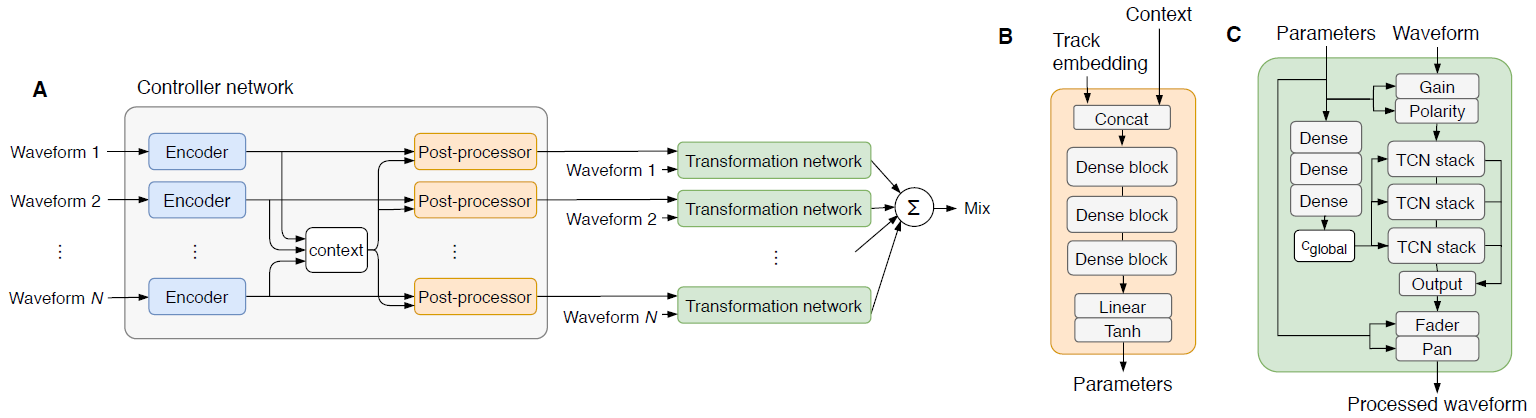 A
Controller network
Waveform 1
Encoder
Post-processor
Waveform 1
Transformation network
Waveform 2
Encoder
Post-processor
Waveform 2
Transformation network
Σ
Mix
⋮
⋮
context
⋮
⋮
Waveform N
Encoder
Post-processor
Waveform N
Transformation network
B
Context
Track
embedding
Concat
Dense block
Dense block
Dense block
Linear
Tanh
Parameters
C
Parameters
Waveform
Gain
Polarity
Dense
Dense
Dense
cglobal
TCN stack
TCN stack
TCN stack
Output
Fader
Pan
Processed waveform